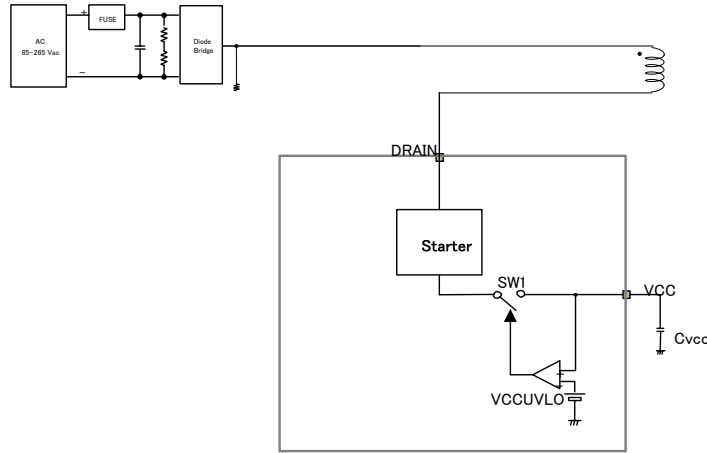 +
FUSE
AC
85-265 Vac
Diode
Bridge
-
DRAIN
Starter
SW1
VCC
Cvcc
+
-
VCCUVLO